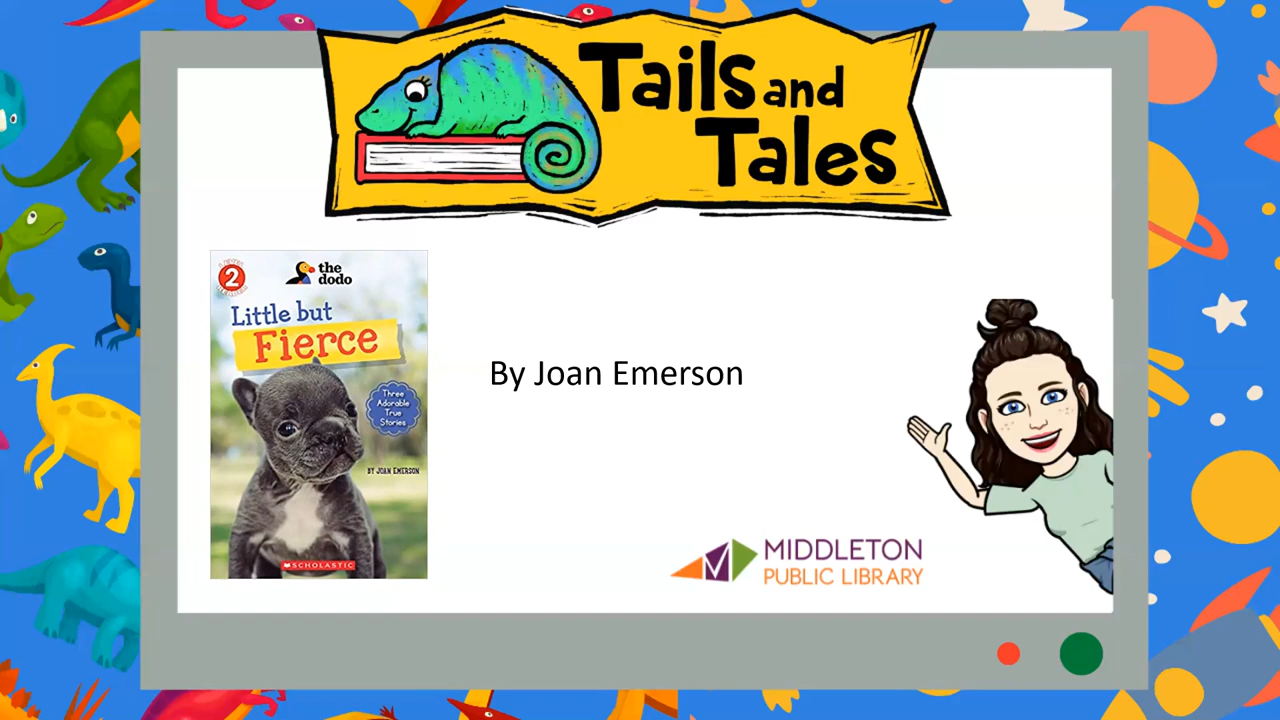 Tails and
Tales
2
the
dodo
Little but
Fierce
Three
Adorable
True
Stories
BY JOAN EMERSON
SCHOLASTIC
By Joan Emerson
MIDDLETON
PUBLIC LIBRARY